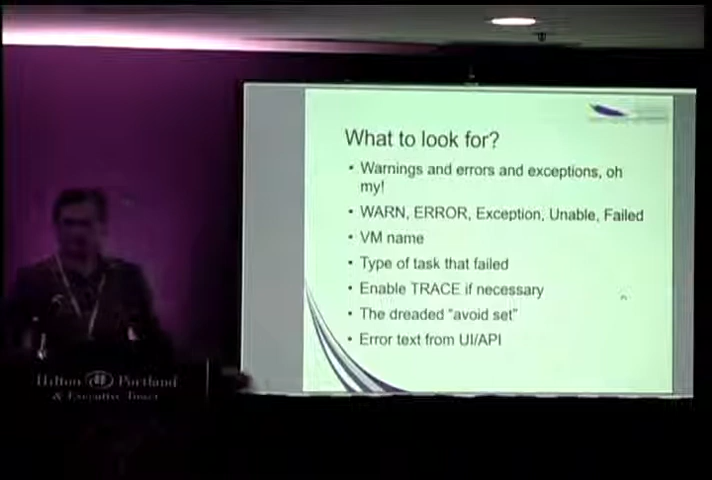 What to look for?
• Warnings and errors and exceptions, oh
my!
• WARN, ERROR, Exception, Unable, Failed
• VM name
• Type of task that failed
• Enable TRACE if necessary
• The dreaded "avoid set"
• Error text from UI/API
Hilton Portland
& Executive Tower